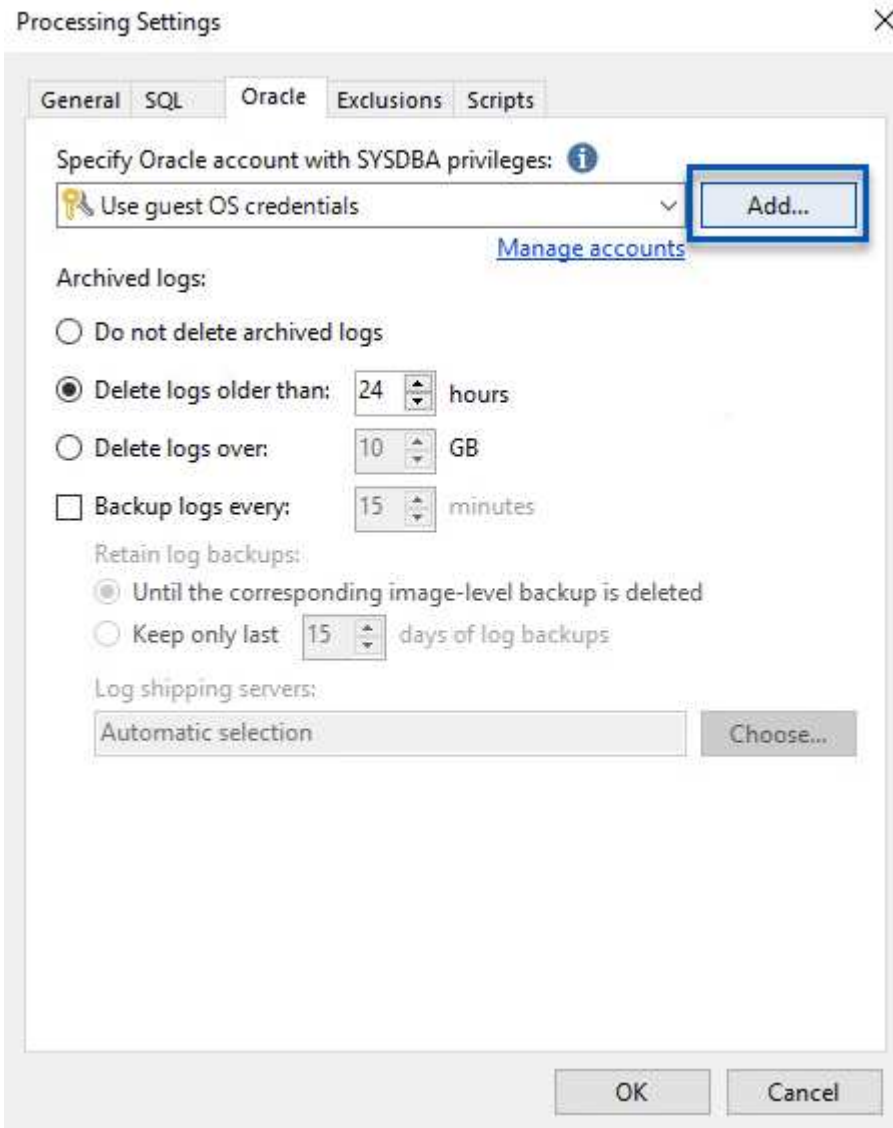 Processing Settings
General SQL Oracle Exclusions Scripts
Specify Oracle account with SYSDBA privileges:
Use guest OS credentials Add...
Manage accounts
Archived logs:
Do not delete archived logs
Delete logs older than: 24 hours
Delete logs over: 10 GB
Backup logs every: 15 minutes
Retain log backups:
Until the corresponding image-level backup is deleted
Keep only last 15 days of log backups
Log shipping servers:
Automatic selection Choose...
OK Cancel